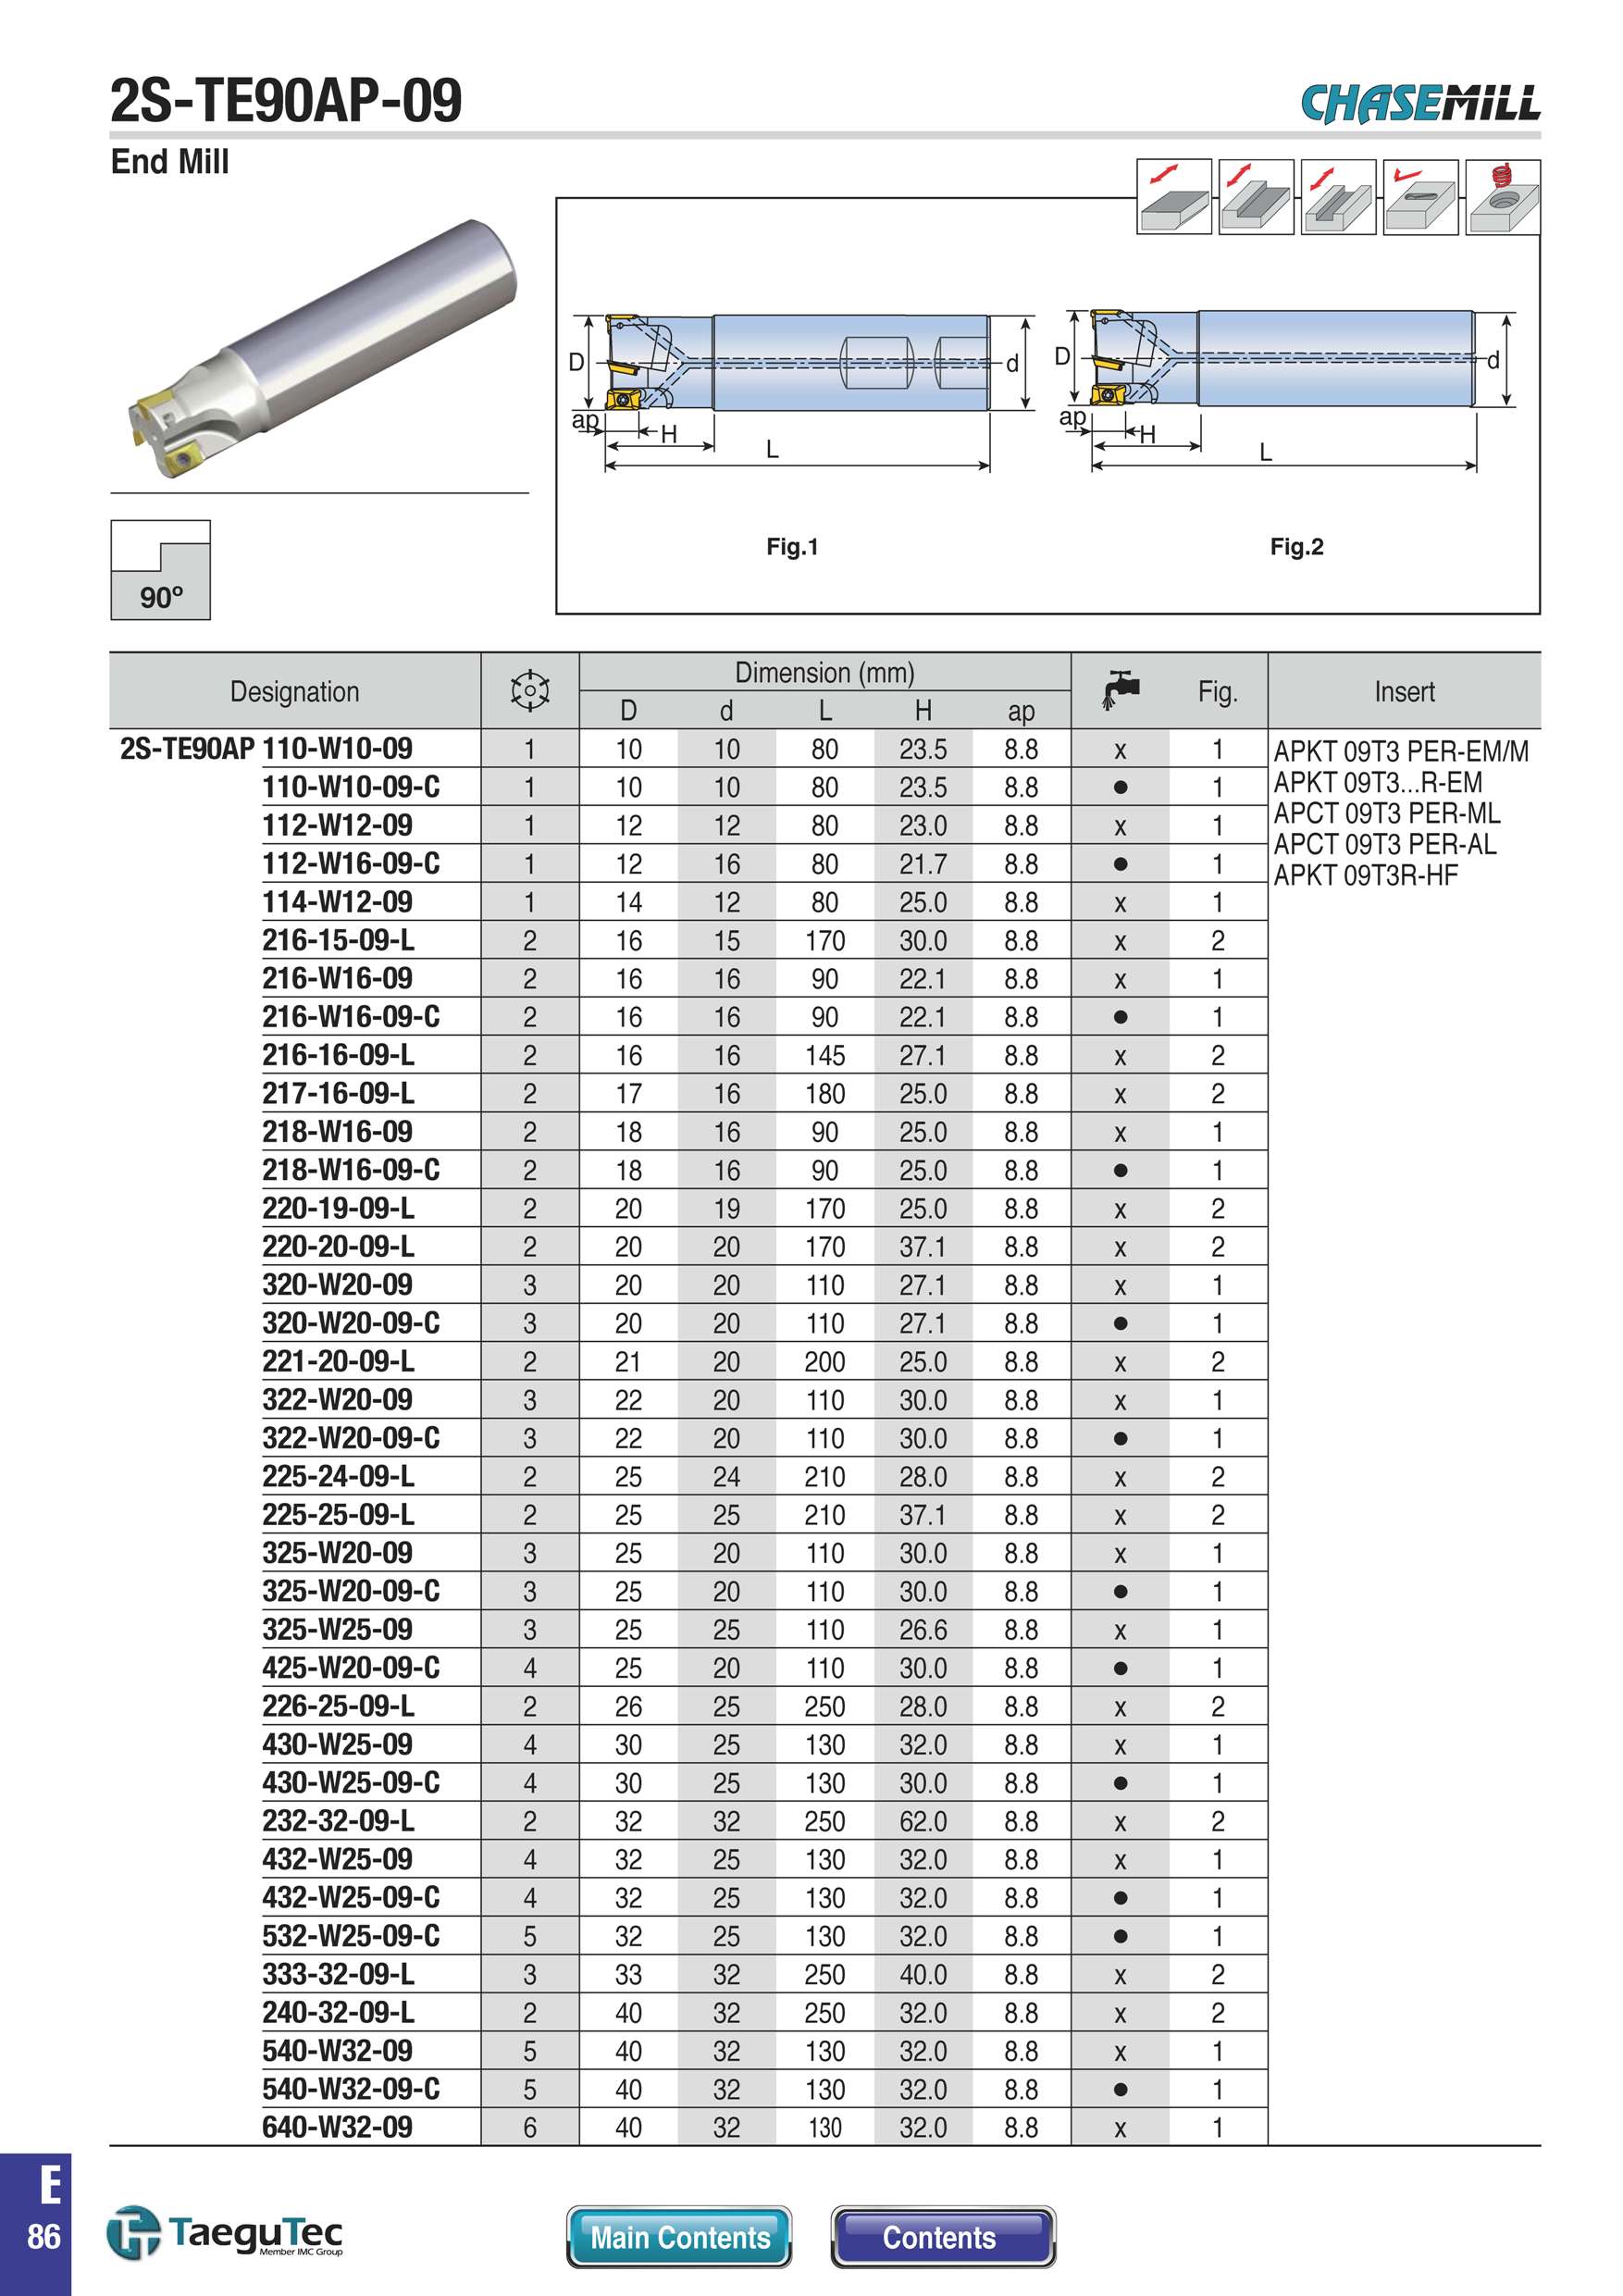 2S-TE90AP-09
CHASEMILL
End Mill
D
d
ap
H
L
D
d
ap
H
L
Fig.1
Fig.2
90º
Designation
Dimension (mm)
Fig.
Insert
D d L H ap
2S-TE90AP 110-W10-09 1 10 10 80 23.5 8.8 x 1 APKT 09T3 PER-EM/M
110-W10-09-C 1 10 10 80 23.5 8.8 ● 1 APKT 09T3...R-EM
112-W12-09 1 12 12 80 23.0 8.8 x 1 APCT 09T3 PER-ML
112-W16-09-C 1 12 16 80 21.7 8.8 ● 1 APCT 09T3 PER-AL
114-W12-09 1 14 12 80 25.0 8.8 x 1 APKT 09T3R-HF
216-15-09-L 2 16 15 170 30.0 8.8 x 2
216-W16-09 2 16 16 90 22.1 8.8 x 1
216-W16-09-C 2 16 16 90 22.1 8.8 ● 1
216-16-09-L 2 16 16 145 27.1 8.8 x 2
217-16-09-L 2 17 16 180 25.0 8.8 x 2
218-W16-09 2 18 16 90 25.0 8.8 x 1
218-W16-09-C 2 18 16 90 25.0 8.8 ● 1
220-19-09-L 2 20 19 170 25.0 8.8 x 2
220-20-09-L 2 20 20 170 37.1 8.8 x 2
320-W20-09 3 20 20 110 27.1 8.8 x 1
320-W20-09-C 3 20 20 110 27.1 8.8 ● 1
221-20-09-L 2 21 20 200 25.0 8.8 x 2
322-W20-09 3 22 20 110 30.0 8.8 x 1
322-W20-09-C 3 22 20 110 30.0 8.8 ● 1
225-24-09-L 2 25 24 210 28.0 8.8 x 2
225-25-09-L 2 25 25 210 37.1 8.8 x 2
325-W20-09 3 25 20 110 30.0 8.8 x 1
325-W20-09-C 3 25 20 110 30.0 8.8 ● 1
325-W25-09 3 25 25 110 26.6 8.8 x 1
425-W20-09-C 4 25 20 110 30.0 8.8 ● 1
226-25-09-L 2 26 25 250 28.0 8.8 x 2
430-W25-09 4 30 25 130 32.0 8.8 x 1
430-W25-09-C 4 30 25 130 30.0 8.8 ● 1
232-32-09-L 2 32 32 250 62.0 8.8 x 2
432-W25-09 4 32 25 130 32.0 8.8 x 1
432-W25-09-C 4 32 25 130 32.0 8.8 ● 1
532-W25-09-C 5 32 25 130 32.0 8.8 ● 1
333-32-09-L 3 33 32 250 40.0 8.8 x 2
240-32-09-L 2 40 32 250 32.0 8.8 x 2
540-W32-09 5 40 32 130 32.0 8.8 x 1
540-W32-09-C 5 40 32 130 32.0 8.8 ● 1
640-W32-09 6 40 32 130 32.0 8.8 x 1
E
86
TaeguTec
Member IMC Group
Main Contents
Contents